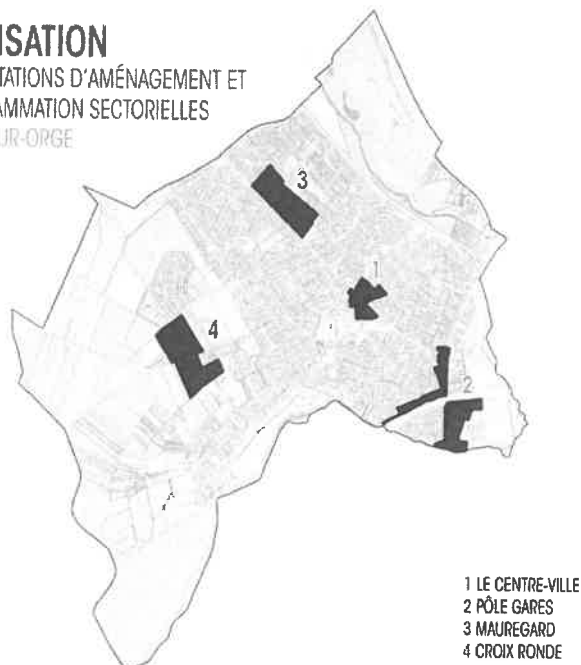 ISATION
TATIONS D'AMÉNAGEMENT ET
AMMATION SECTORIELLES
UR-ORGE
3
1
4
2
1 LE CENTRE-VILLE
2 PÔLE GARES
3 MAUREGARD
4 CROIX RONDE